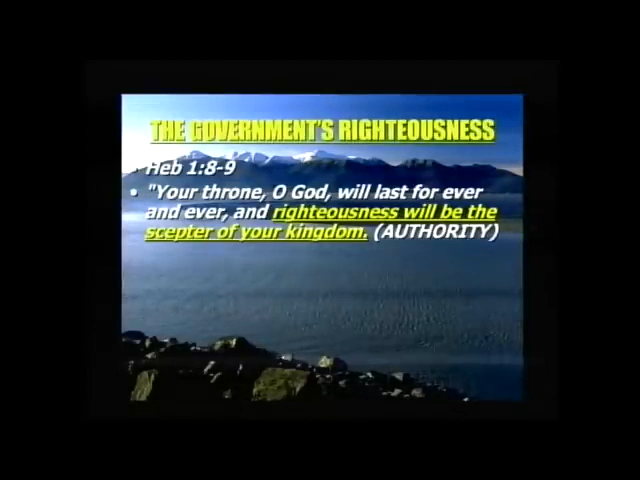 THE GOVERNMENT'S RIGHTEOUSNESS
• Heb 1:8-9
• "Your throne, O God, will last for ever
and ever, and righteousness will be the
scepter of your kingdom. (AUTHORITY)